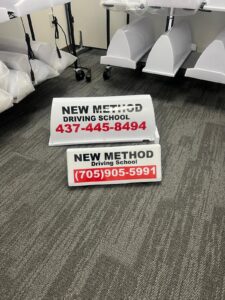 NEW METHOD
DRIVING SCHOOL
437-445-8494
NEW METHOD
Driving School
(705)905-5991